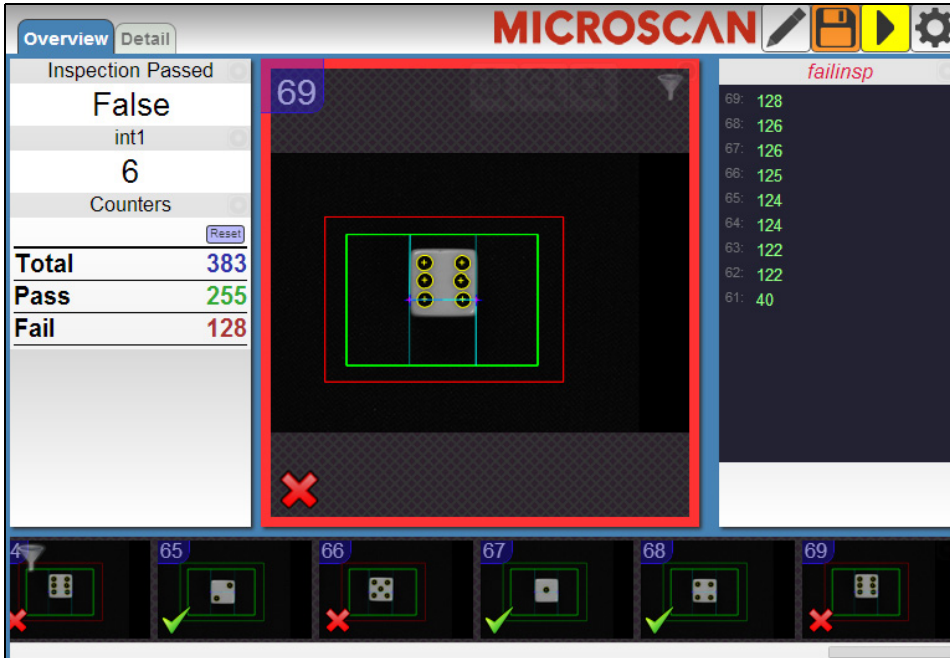 Overview Detail
MICROSCAN
Inspection Passed
False
int1
6
Counters
Reset
Total 383
Pass 255
Fail 128
69
failinsp
69: 128
68: 126
67: 126
66: 125
65: 124
64: 124
63: 122
62: 122
61: 40
4 65 66 67 68 69